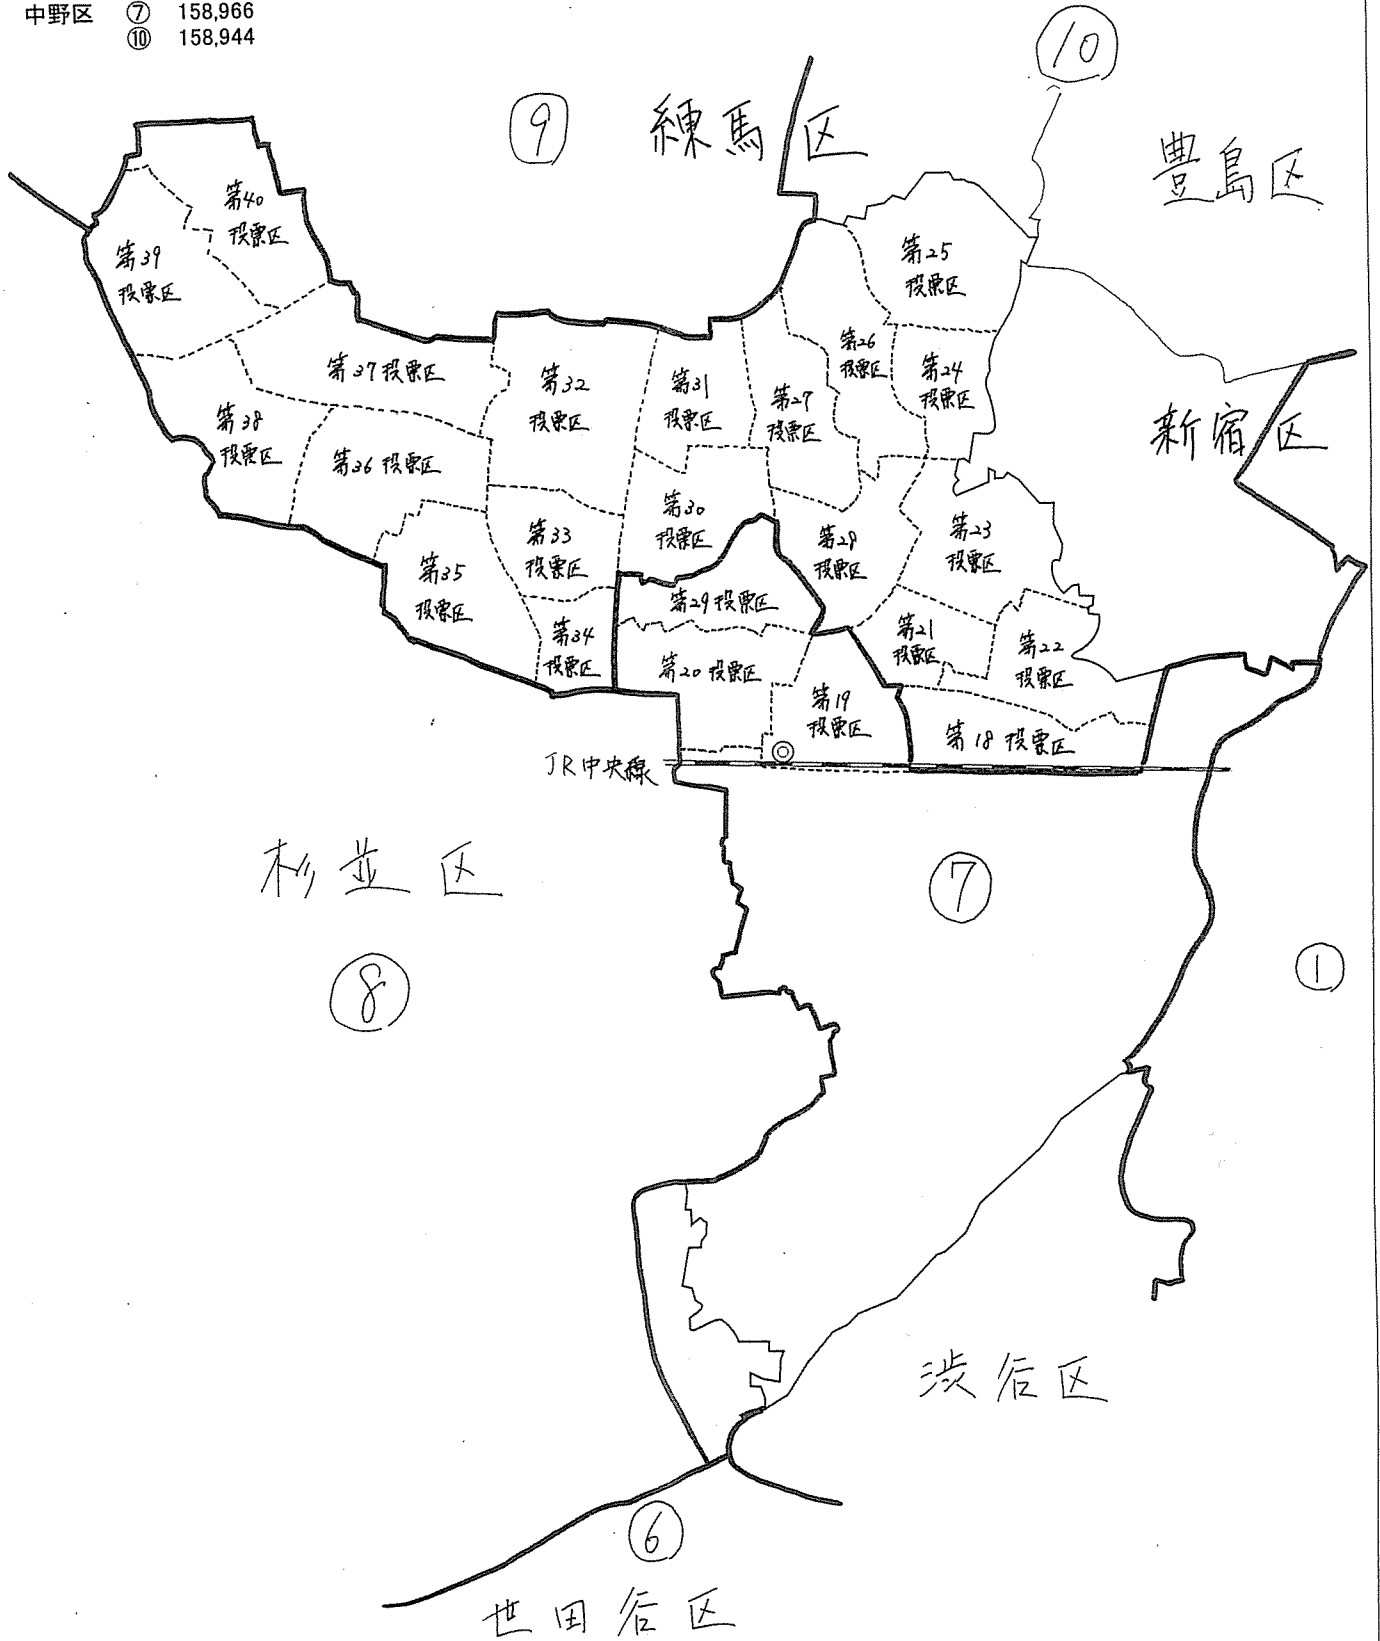 中野区 ⑦ 158,966
⑩ 158,944
⑩
⑨ 練馬区
豊島区
第40
投票区
第39
投票区
第25
投票区
第26
投票区
第24
投票区
第37投票区
第32
投票区
第31
投票区
第27
投票区
新宿区
第38
投票区
第36投票区
第30
投票区
第33
投票区
第29
投票区
第23
投票区
第35
投票区
第29投票区
第34
投票区
第21
投票区
第22
投票区
第20投票区
第19
投票区
第18投票区
JR中央線
杉並区
⑦
⑧
①
渋谷区
⑥
世田谷区